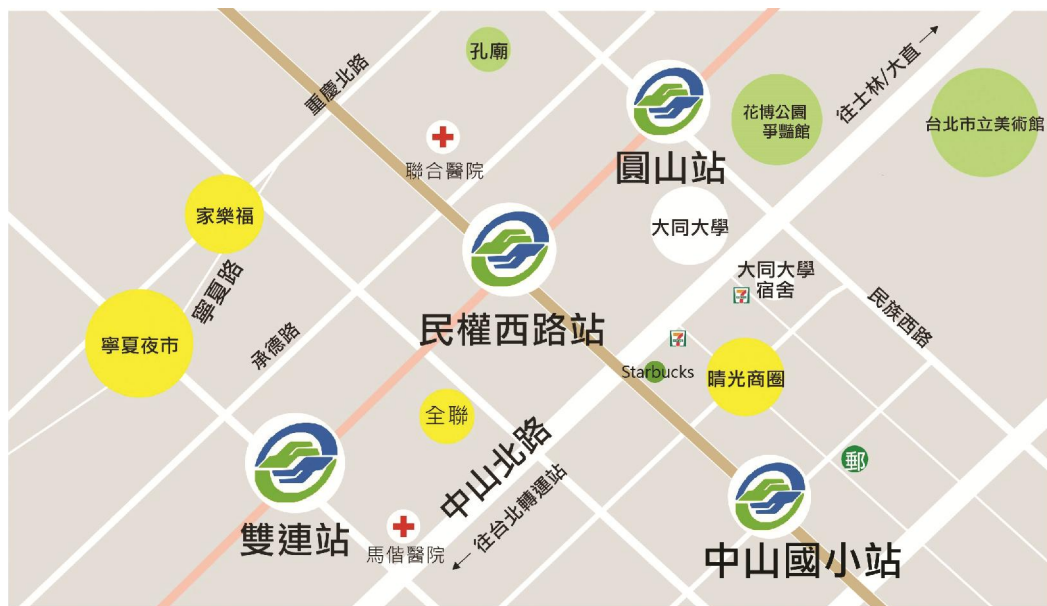 孔廟
重慶北路
往士林/大直
花博公園
爭豔館
台北市立美術館
聯合醫院
圓山站
家樂福
大同大學
寧夏路
大同大學
宿舍
7
民族西路
民權西路站
7
寧夏夜市
承德路
Starbucks
晴光商圈
全聯
中山北路
郵
往台北轉運站
雙連站
馬偕醫院
中山國小站